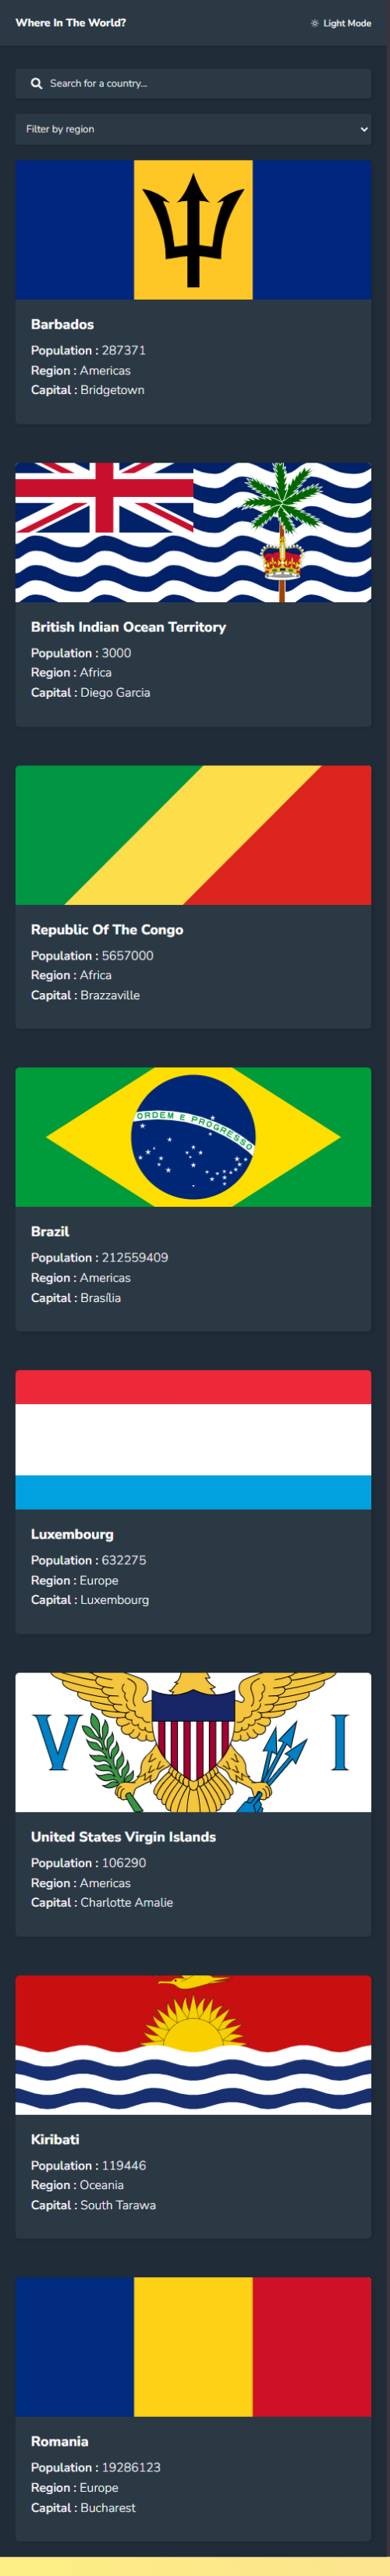 Where In The World?
Light Mode
Search for a country...
Filter by region
Barbados
Population : 287371
Region : Americas
Capital : Bridgetown
British Indian Ocean Territory
Population : 3000
Region : Africa
Capital : Diego Garcia
Republic Of The Congo
Population : 5657000
Region : Africa
Capital : Brazzaville
ORDEM E PROGRESSO
Brazil
Population : 212559409
Region : Americas
Capital : Brasília
Luxembourg
Population : 632275
Region : Europe
Capital : Luxembourg
V I
United States Virgin Islands
Population : 106290
Region : Americas
Capital : Charlotte Amalie
Kiribati
Population : 119446
Region : Oceania
Capital : South Tarawa
Romania
Population : 19286123
Region : Europe
Capital : Bucharest